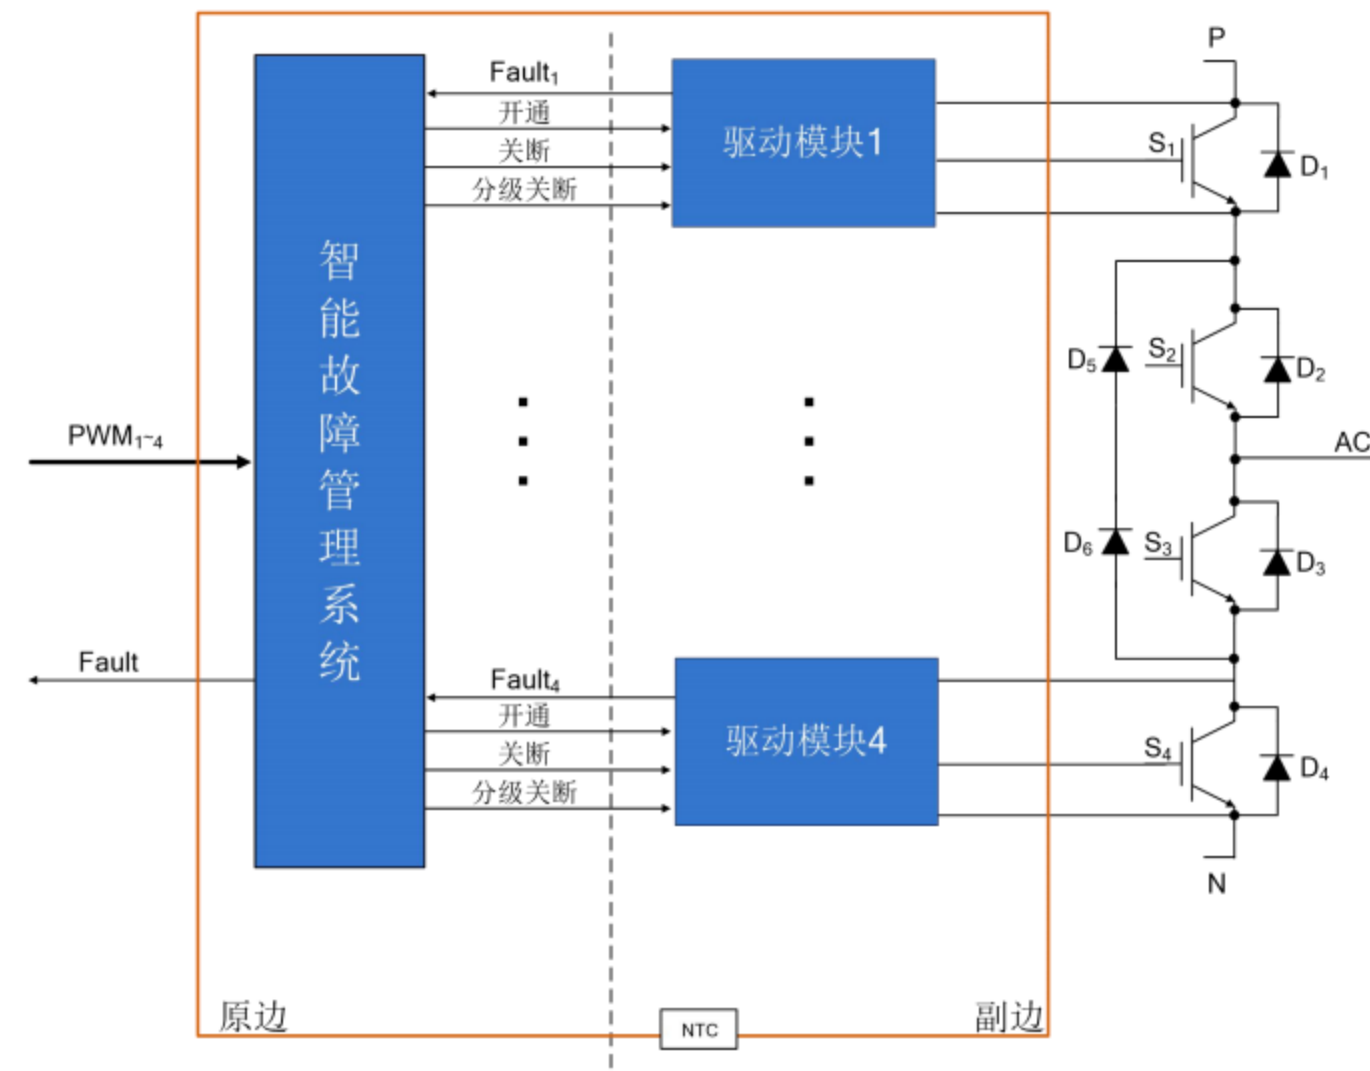 P
Fault₁
开通
关断
分级关断
驱动模块1
S₁
D₁
智能故障管理系统
D₅
S₂
D₂
PWM₁~₄
AC
D₆
S₃
D₃
Fault
Fault₄
开通
关断
分级关断
驱动模块4
S₄
D₄
N
原边
NTC
副边